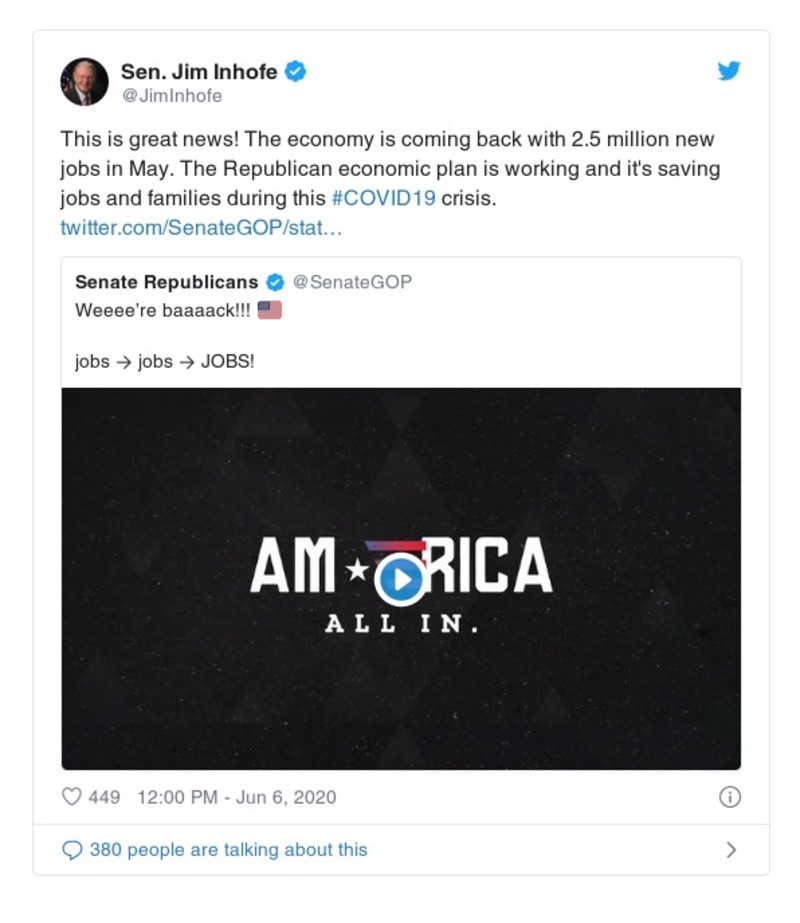 Sen. Jim Inhofe
@JimInhofe
This is great news! The economy is coming back with 2.5 million new
jobs in May. The Republican economic plan is working and it's saving
jobs and families during this #COVID19 crisis.
twitter.com/SenateGOP/stat…
Senate Republicans @SenateGOP
Weeee’re baaaack!!! 🇺🇸
jobs → jobs → JOBS!
AM★RICA
ALL IN.
449 12:00 PM - Jun 6, 2020
380 people are talking about this